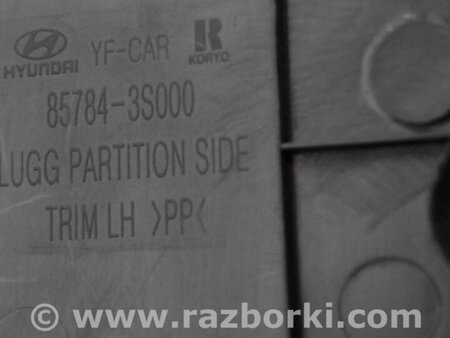 HYUNDAI YF-CAR KORYO
85784-3S000
LUGG PARTITION SIDE
TRIM LH >PP<
© www.razborki.com